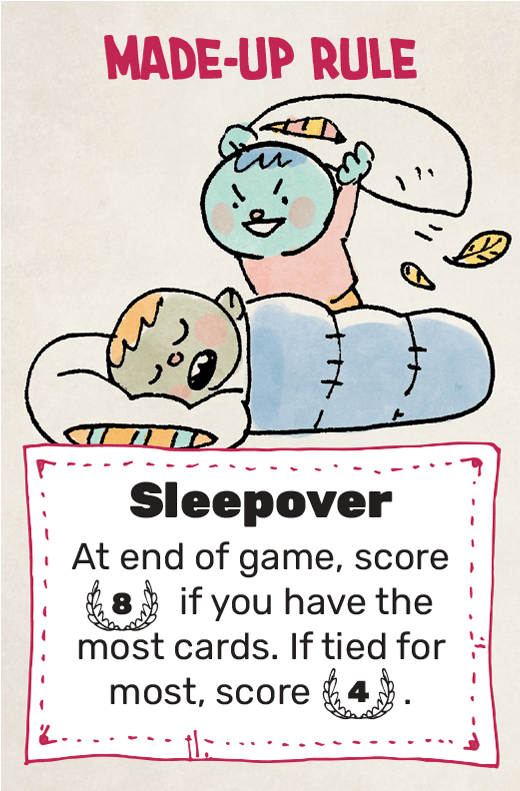 MADE-UP RULE
Sleepover
At end of game, score
8 if you have the
most cards. If tied for
most, score 4.